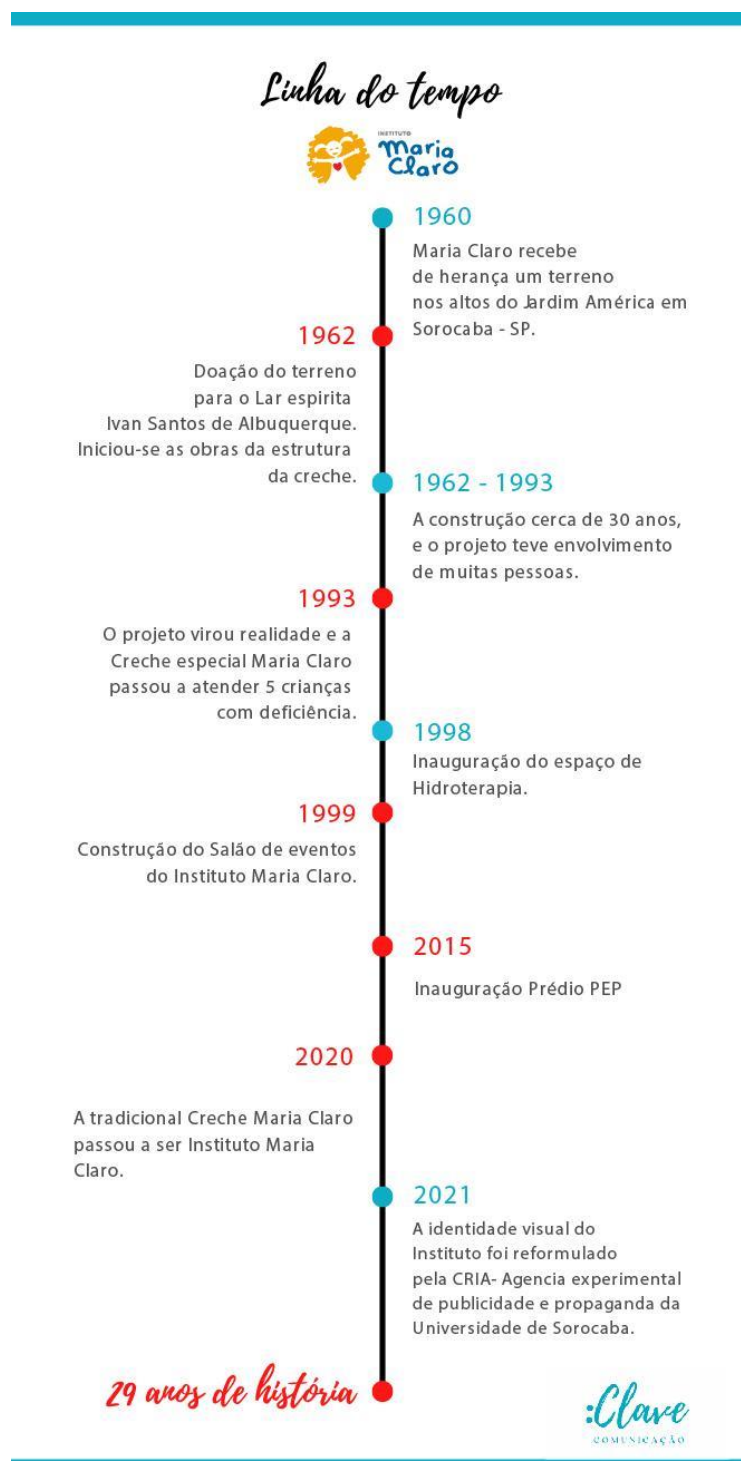 Linha do tempo
INSTITUTO
Maria
Claro
1960
Maria Claro recebe
de herança um terreno
nos altos do Jardim América em
Sorocaba - SP.
1962
Doação do terreno
para o Lar espirita
Ivan Santos de Albuquerque.
Iniciou-se as obras da estrutura
da creche.
1962 - 1993
A construção cerca de 30 anos,
e o projeto teve envolvimento
de muitas pessoas.
1993
O projeto virou realidade e a
Creche especial Maria Claro
passou a atender 5 crianças
com deficiência.
1998
Inauguração do espaço de
Hidroterapia.
1999
Construção do Salão de eventos
do Instituto Maria Claro.
2015
Inauguração Prédio PEP
2020
A tradicional Creche Maria Claro
passou a ser Instituto Maria
Claro.
2021
A identidade visual do
Instituto foi reformulado
pela CRIA- Agencia experimental
de publicidade e propaganda da
Universidade de Sorocaba.
29 anos de história
:Clave
COMUNICAÇÃO